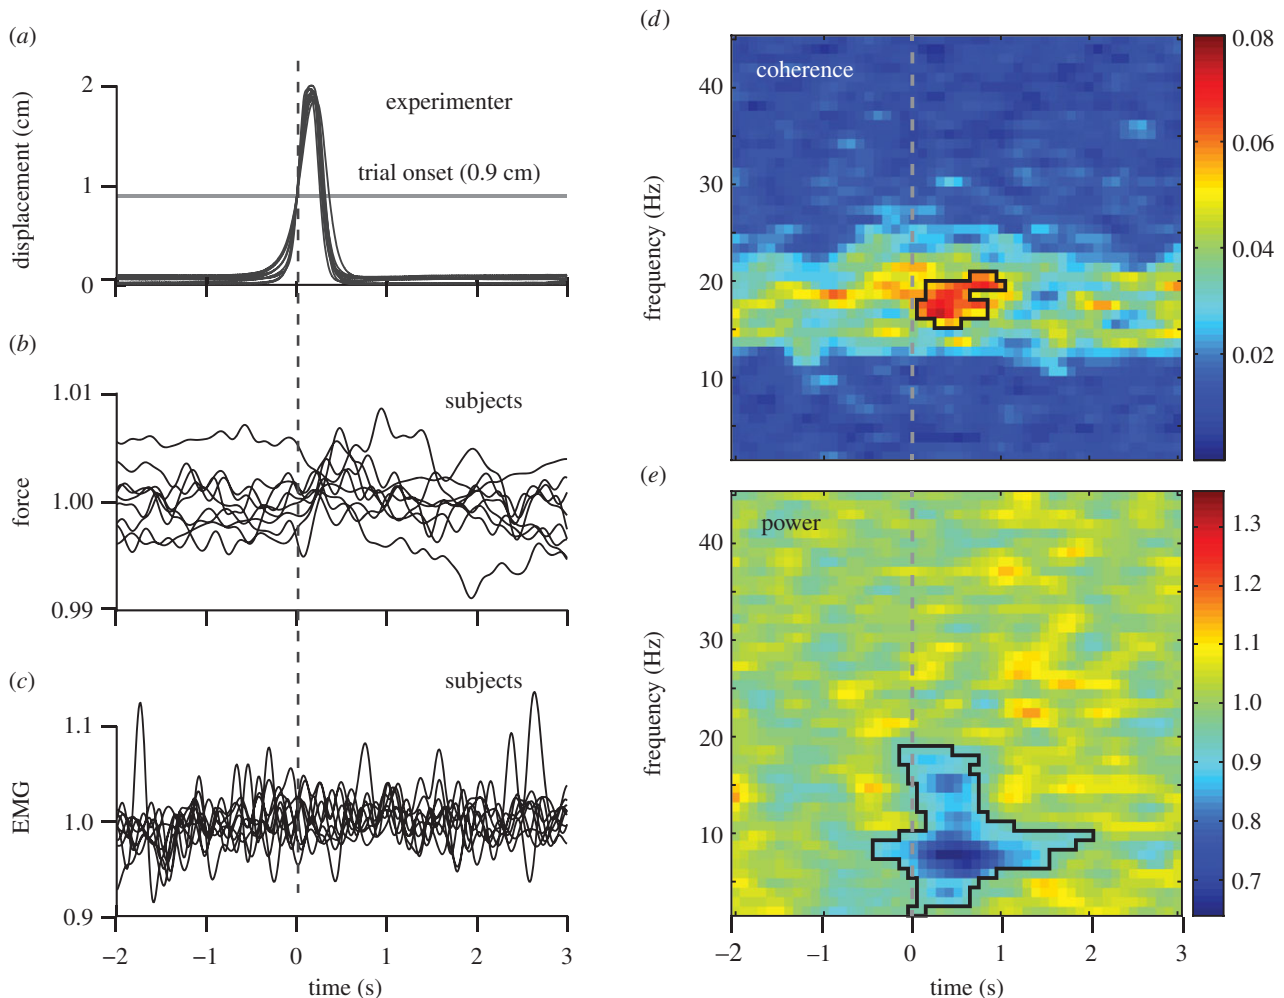 (a)
displacement (cm)
2
1
0
experimenter
trial onset (0.9 cm)
(b)
force
1.01
1.00
0.99
subjects
(c)
EMG
1.1
1.0
0.9
subjects
−2 −1 0 1 2 3
time (s)
(d)
frequency (Hz)
40
30
20
10
coherence
0.08
0.06
0.04
0.02
(e)
frequency (Hz)
40
30
20
10
power
1.3
1.2
1.1
1.0
0.9
0.8
0.7
−2 −1 0 1 2 3
time (s)